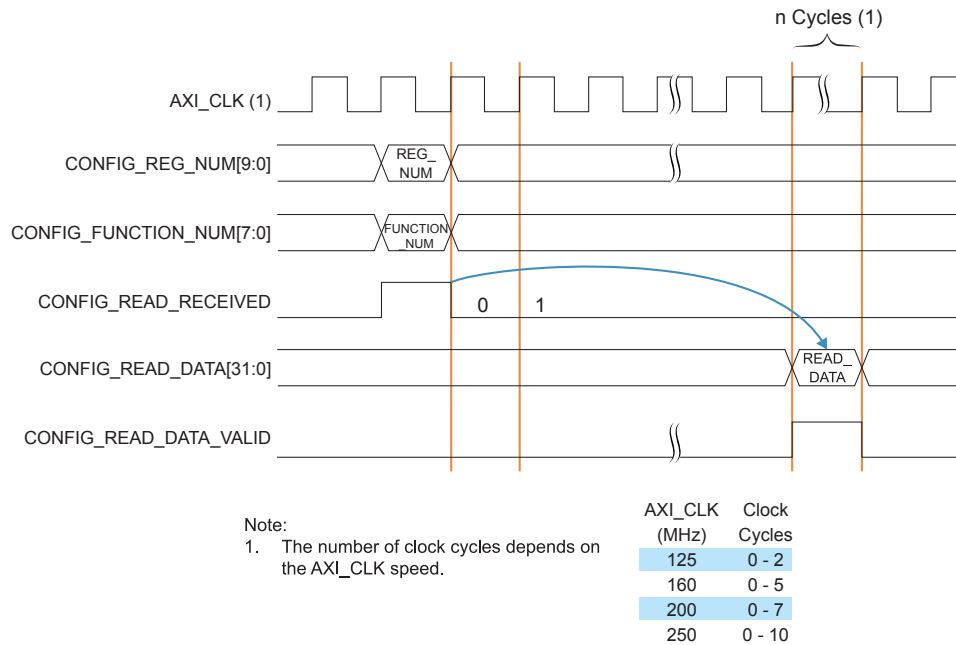 n Cycles (1)
AXI_CLK (1)
CONFIG_REG_NUM[9:0]
REG_
NUM
CONFIG_FUNCTION_NUM[7:0]
FUNCTION
_NUM
CONFIG_READ_RECEIVED
0
1
CONFIG_READ_DATA[31:0]
READ_
DATA
CONFIG_READ_DATA_VALID
Note:
1. The number of clock cycles depends on
the AXI_CLK speed.
AXI_CLK Clock
(MHz) Cycles
125 0 - 2
160 0 - 5
200 0 - 7
250 0 - 10